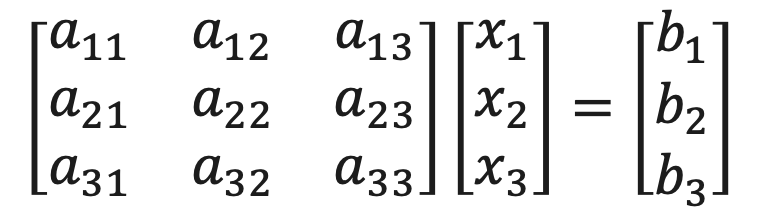 [a₁₁ a₁₂ a₁₃] [x₁] = [b₁]
[a₂₁ a₂₂ a₂₃] [x₂] = [b₂]
[a₃₁ a₃₂ a₃₃] [x₃] = [b₃]